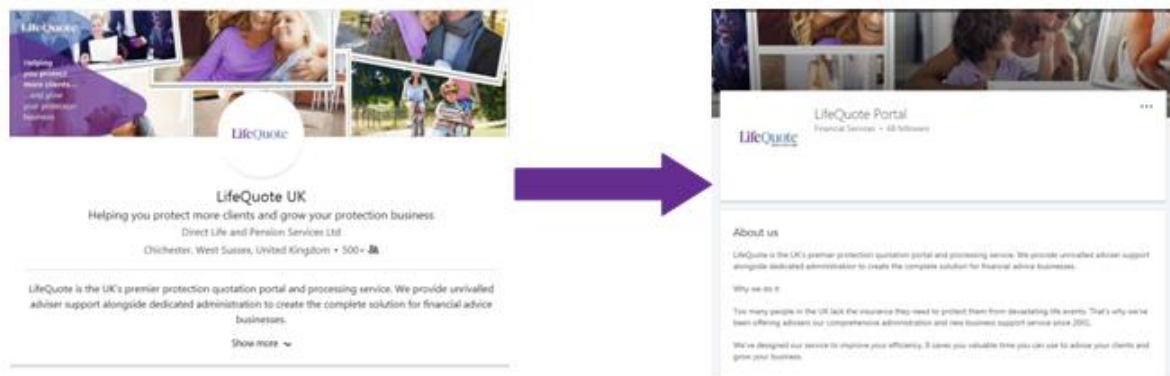 LifeQuote
Helping
you protect
more clients...
...and grow
your protection
business
LifeQuote
LifeQuote UK
Helping you protect more clients and grow your protection business
Direct Life and Pension Services Ltd
Chichester, West Sussex, United Kingdom • 500+
LifeQuote is the UK's premier protection quotation portal and processing service. We provide unrivalled
adviser support alongside dedicated administration to create the complete solution for financial advice
businesses.
Show more
LifeQuote
LifeQuote Portal
Financial Services • 68 followers
About us
LifeQuote is the UK's premier protection quotation portal and processing service. We provide unrivalled adviser support
alongside dedicated administration to create the complete solution for financial advice businesses.
Why we do it
Too many people in the UK lack the insurance they need to protect them from devastating life events. That's why we've
been offering advisers our comprehensive administration and new business support service since 2001.
We've designed our service to improve your efficiency. It saves you valuable time you can use to advise your clients and
grow your business.